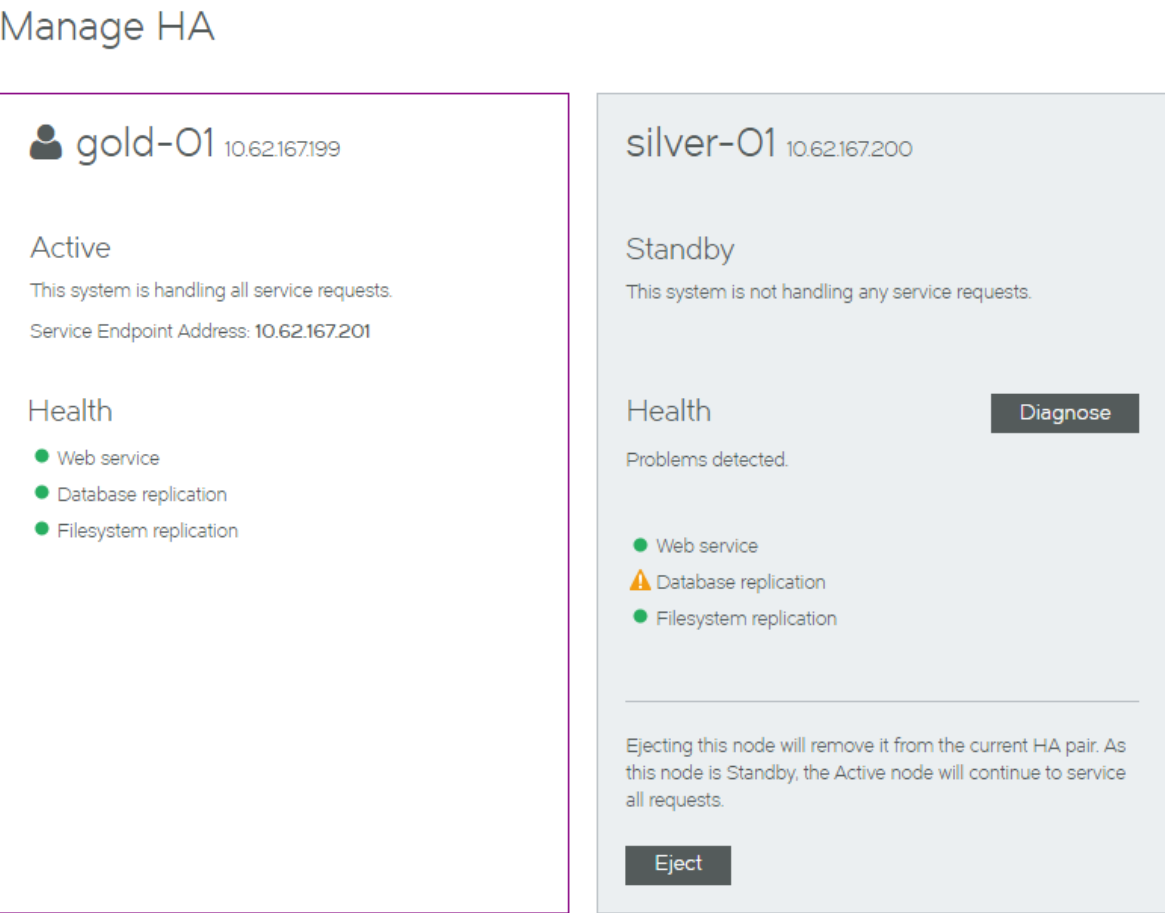 Manage HA
gold-01 10.62.167.199
Active
This system is handling all service requests.
Service Endpoint Address: 10.62.167.201
Health
Web service
Database replication
Filesystem replication
silver-01 10.62.167.200
Standby
This system is not handling any service requests.
Health
Diagnose
Problems detected.
Web service
Database replication
Filesystem replication
Ejecting this node will remove it from the current HA pair. As
this node is Standby, the Active node will continue to service
all requests.
Eject